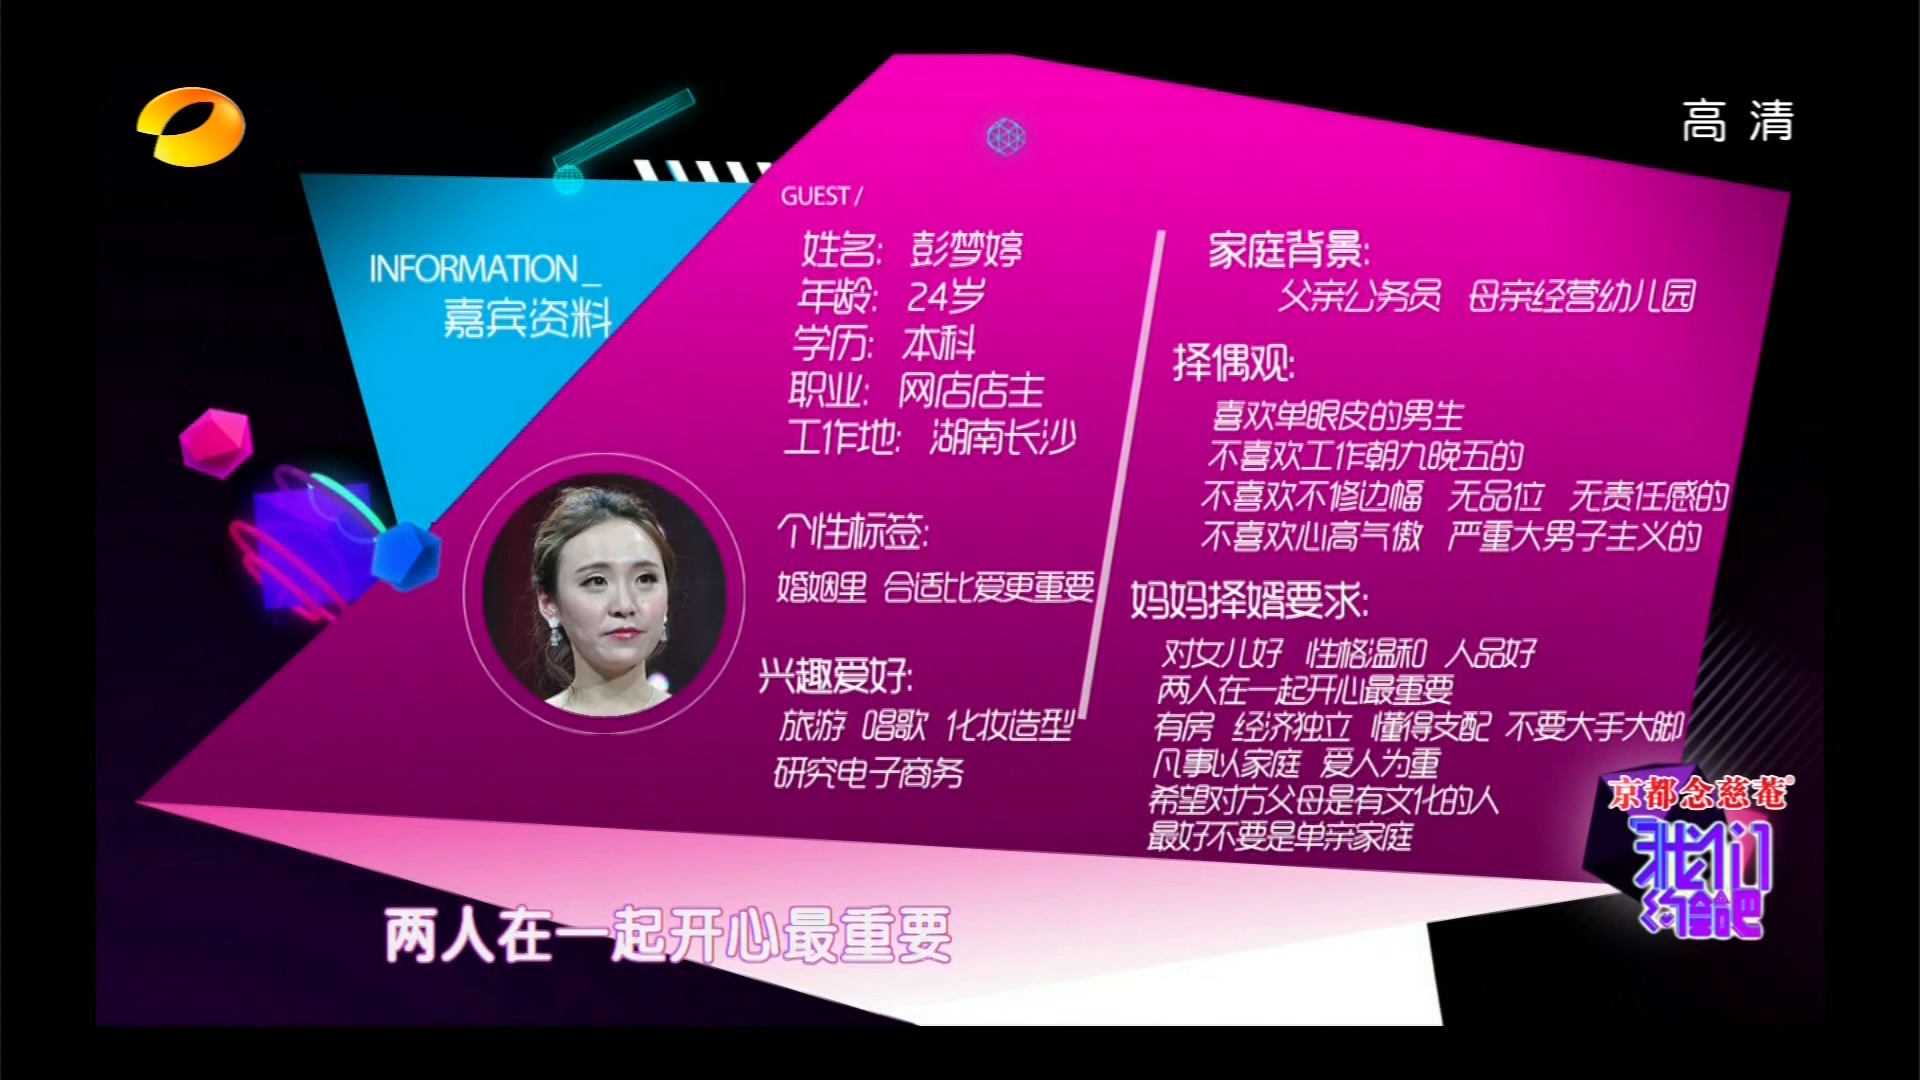 高 清
INFORMATION_
嘉宾资料
GUEST /
姓名: 彭梦婷
年龄: 24岁
学历: 本科
职业: 网店店主
工作地: 湖南长沙
个性标签:
婚姻里 合适比爱更重要
兴趣爱好:
旅游 唱歌 化妆造型
研究电子商务
家庭背景:
父亲公务员 母亲经营幼儿园
择偶观:
喜欢单眼皮的男生
不喜欢工作朝九晚五的
不喜欢不修边幅 无品位 无责任感的
不喜欢心高气傲 严重大男子主义的
妈妈择婿要求:
对女儿好 性格温和 人品好
两人在一起开心最重要
有房 经济独立 懂得支配 不要大手大脚
凡事以家庭 爱人为重
希望对方父母是有文化的人
最好不要是单亲家庭
京都念慈菴®
我们
约会吧
两人在一起开心最重要